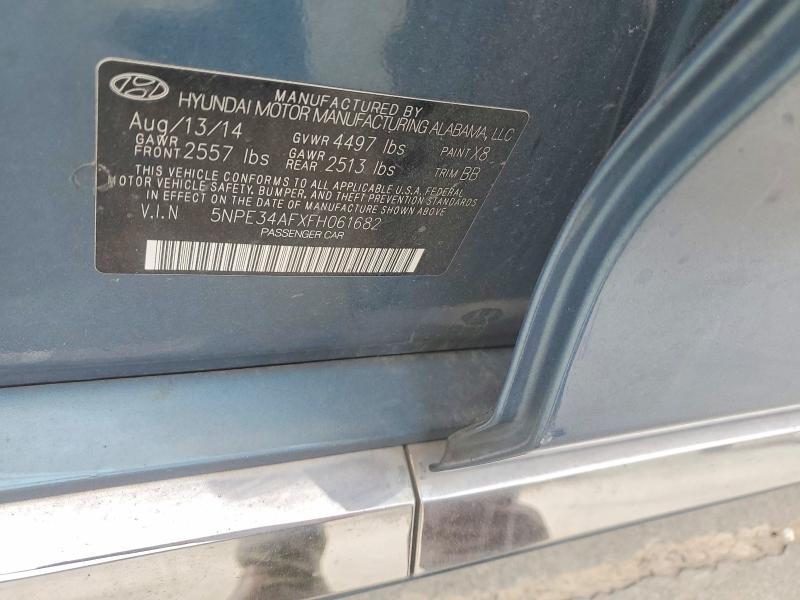 MANUFACTURED BY
HYUNDAI MOTOR MANUFACTURING ALABAMA, LLC
Aug/13/14 GVWR 4497 lbs PAINT X8
GAWR FRONT 2557 lbs GAWR REAR 2513 lbs TRIM BB
THIS VEHICLE CONFORMS TO ALL APPLICABLE U.S.A. FEDERAL
MOTOR VEHICLE SAFETY, BUMPER, AND THEFT PREVENTION STANDARDS
IN EFFECT ON THE DATE OF MANUFACTURE SHOWN ABOVE
V.I.N 5NPE34AFXFH061682
PASSENGER CAR